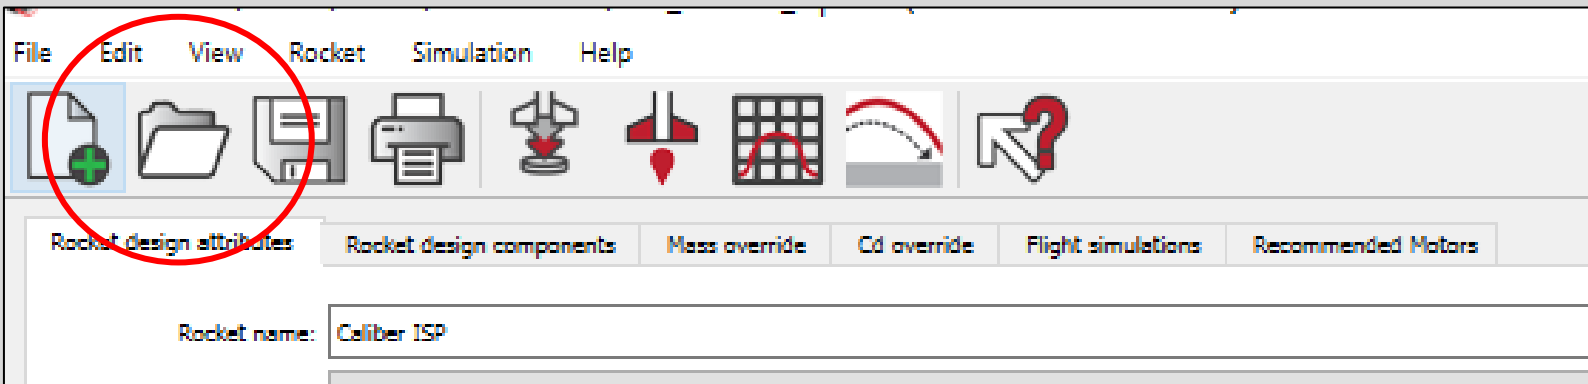 File Edit View Rocket Simulation Help
Rocket design attributes Rocket design components Mass override Cd override Flight simulations Recommended Motors
Rocket name: Caliber ISP